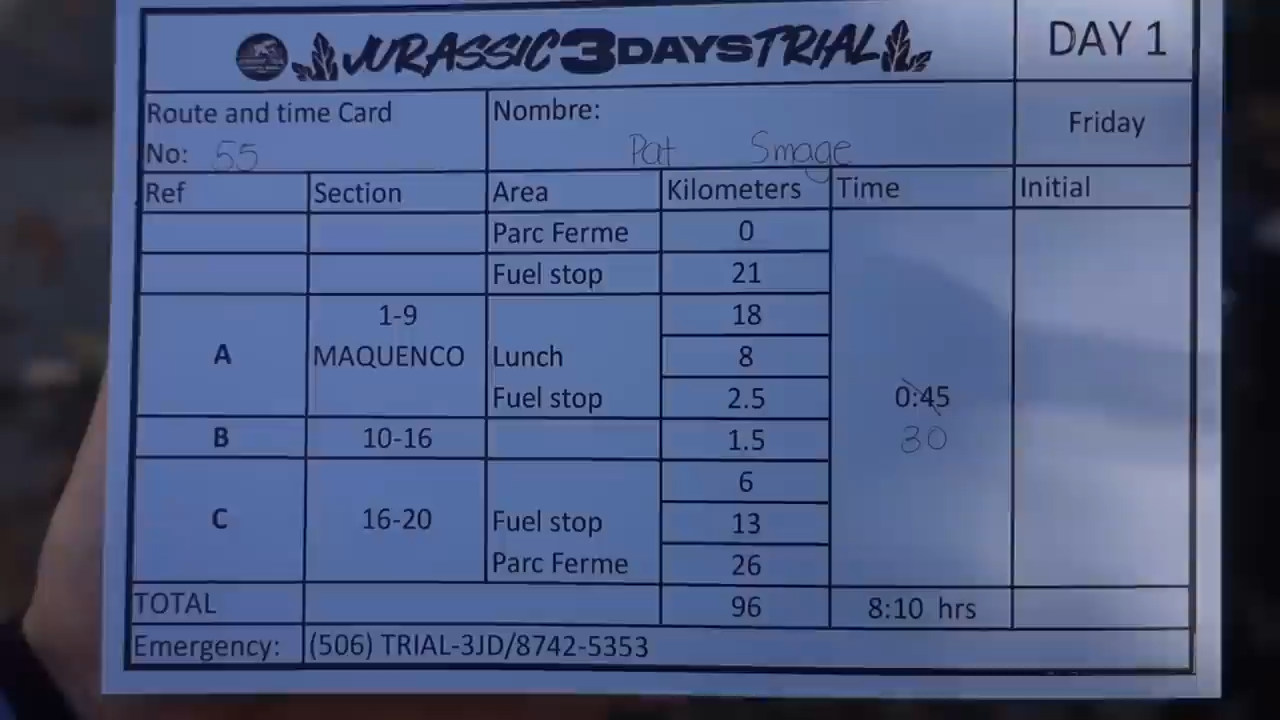 JURASSIC 3 DAYS TRIAL DAY 1
Route and time Card Nombre: Friday
No: 55 Pat Smage
Ref Section Area Kilometers Time Initial
Parc Ferme 0
Fuel stop 21
1-9 18
A MAQUENCO Lunch 8
Fuel stop 2.5 0:45
B 10-16 1.5 30
6
C 16-20 Fuel stop 13
Parc Ferme 26
TOTAL 96 8:10 hrs
Emergency: (506) TRIAL-3JD/8742-5353